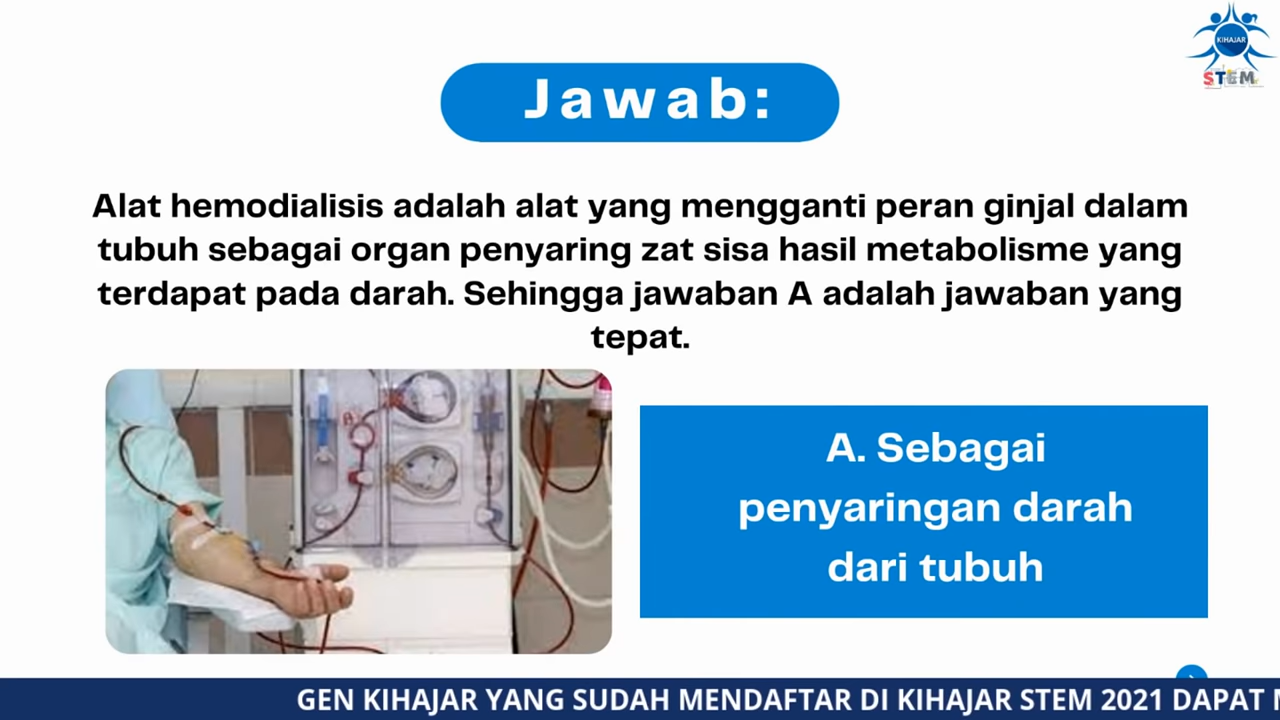 KIHAJAR
STEM
Jawab:
Alat hemodialisis adalah alat yang mengganti peran ginjal dalam
tubuh sebagai organ penyaring zat sisa hasil metabolisme yang
terdapat pada darah. Sehingga jawaban A adalah jawaban yang
tepat.
A. Sebagai
penyaringan darah
dari tubuh
GEN KIHAJAR YANG SUDAH MENDAFTAR DI KIHAJAR STEM 2021 DAPAT